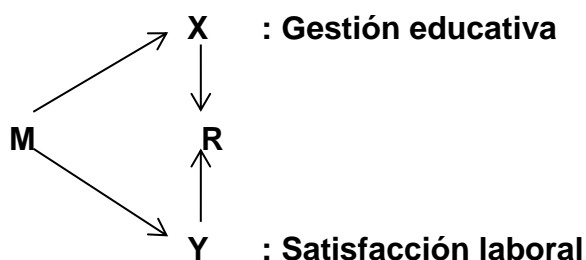 X : Gestión educativa
M R
Y : Satisfacción laboral